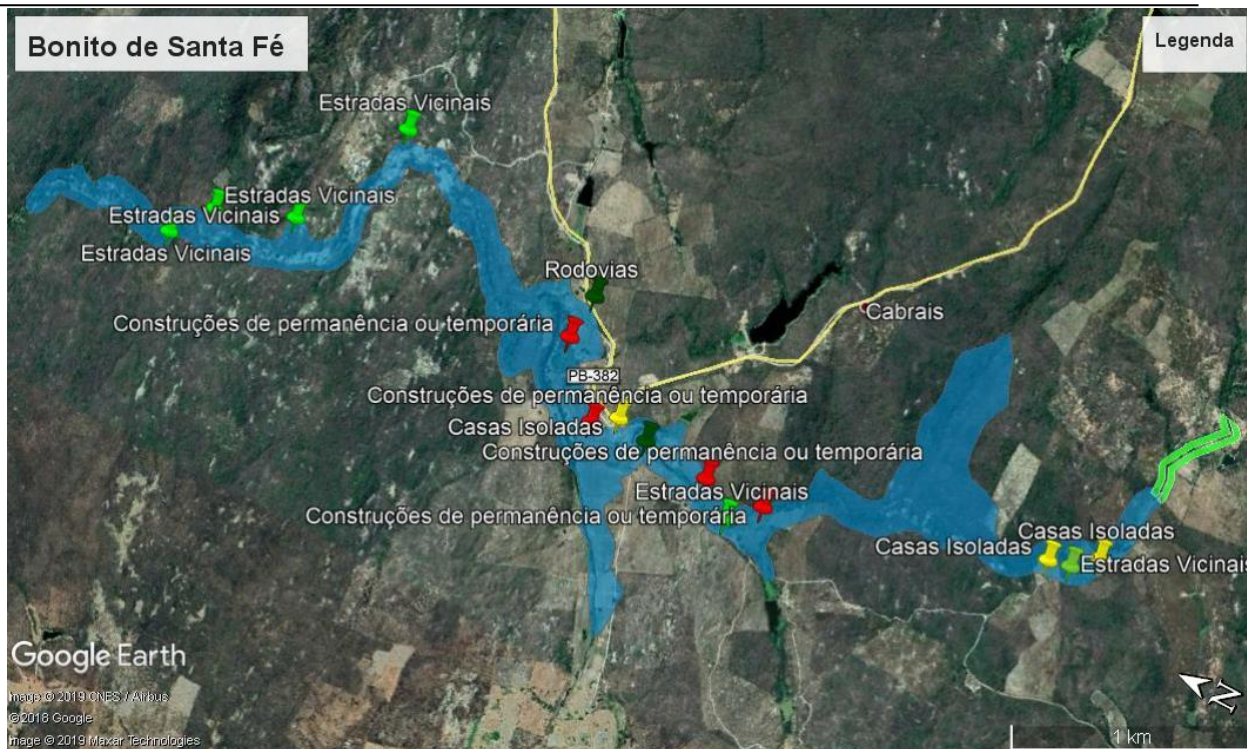 Bonito de Santa Fé
Legenda
Estradas Vicinais
Estradas Vicinais
Estradas Vicinais
Estradas Vicinais
Rodovias
Cabrais
Construções de permanência ou temporária
PB-382
Construções de permanência ou temporária
Casas Isoladas
Construções de permanência ou temporária
Estradas Vicinais
Construções de permanência ou temporária
Casas Isoladas
Casas Isoladas
Estradas Vicinais
Google Earth
Image © 2019 CNES / Airbus
© 2018 Google
Image © 2019 Maxar Technologies
N
1 km